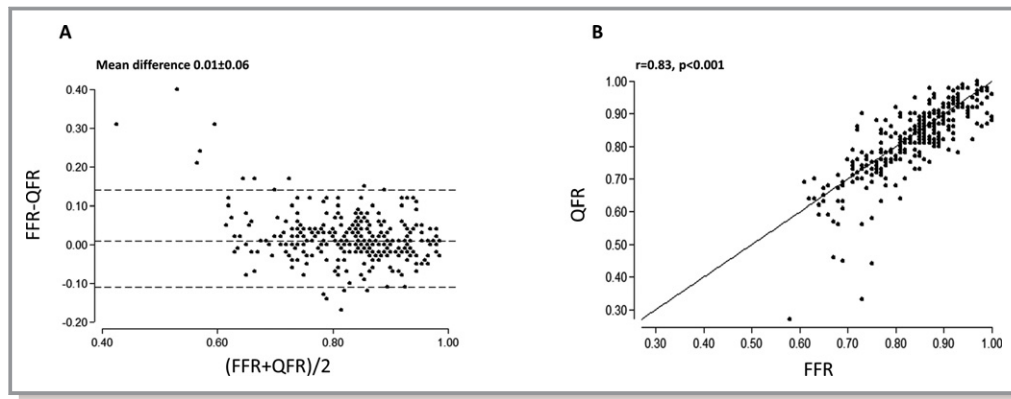 A
Mean difference 0.01±0.06
0.40
0.30
0.20
0.10
0.00
-0.10
-0.20
FFR-QFR
0.40 0.60 0.80 1.00
(FFR+QFR)/2
B
r=0.83, p<0.001
1.00
0.90
0.80
0.70
0.60
0.50
0.40
0.30
QFR
0.30 0.40 0.50 0.60 0.70 0.80 0.90 1.00
FFR